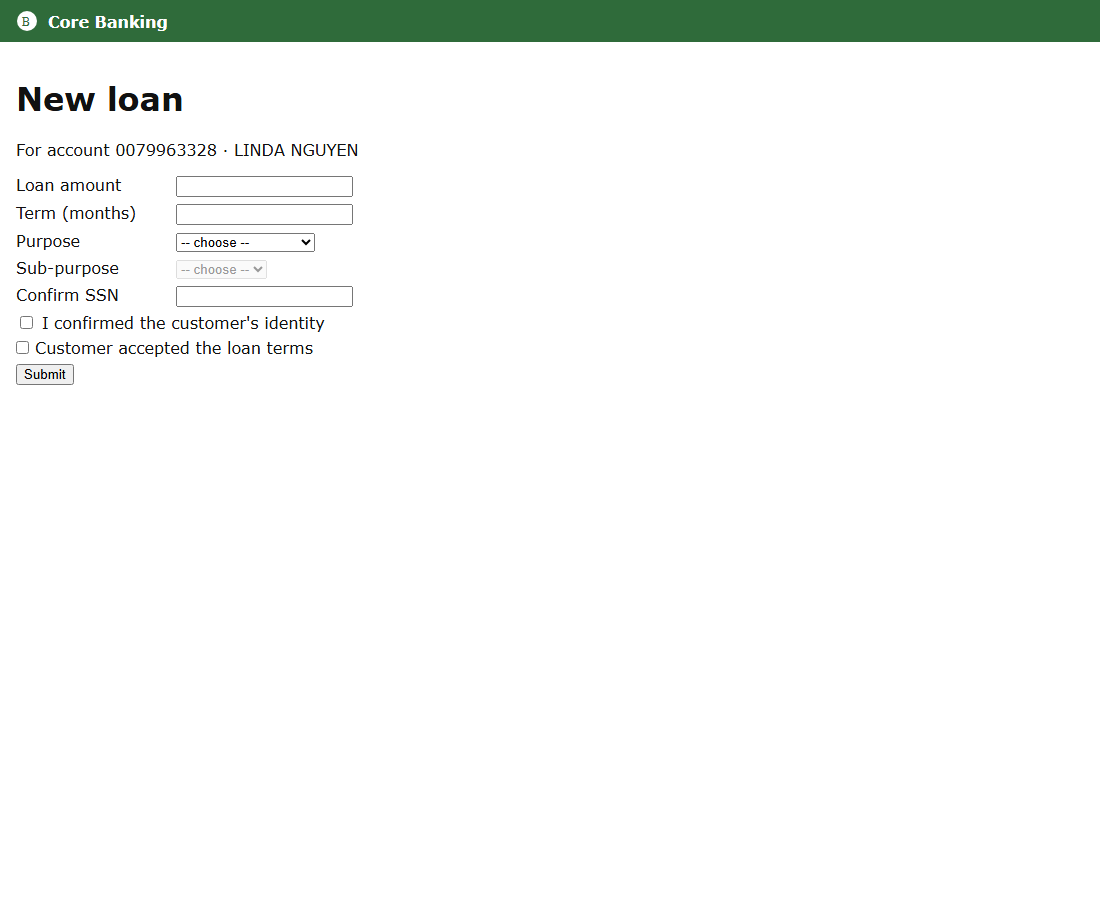 B Core Banking
New loan
For account 0079963328 · LINDA NGUYEN
Loan amount
Term (months)
Purpose -- choose --
Sub-purpose -- choose --
Confirm SSN
I confirmed the customer's identity
Customer accepted the loan terms
Submit